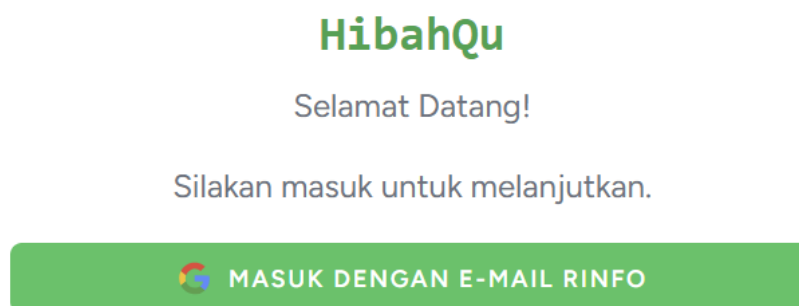 HibahQu
Selamat Datang!
Silakan masuk untuk melanjutkan.
MASUK DENGAN E-MAIL RINFO